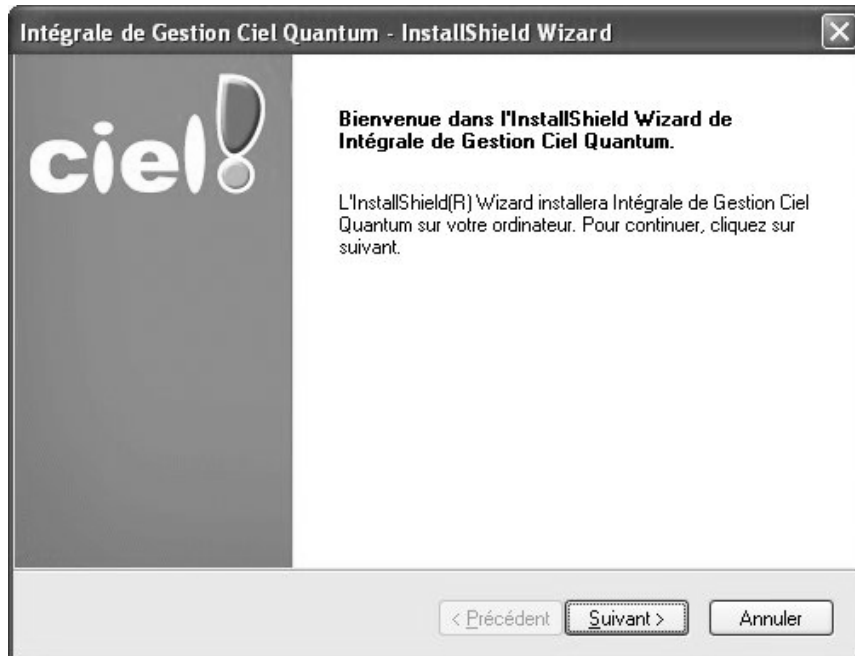 Intégrale de Gestion Ciel Quantum - InstallShield Wizard
ciel!
Bienvenue dans l'InstallShield Wizard de
Intégrale de Gestion Ciel Quantum.
L'InstallShield(R) Wizard installera Intégrale de Gestion Ciel
Quantum sur votre ordinateur. Pour continuer, cliquez sur
suivant.
< Précédent
Suivant >
Annuler